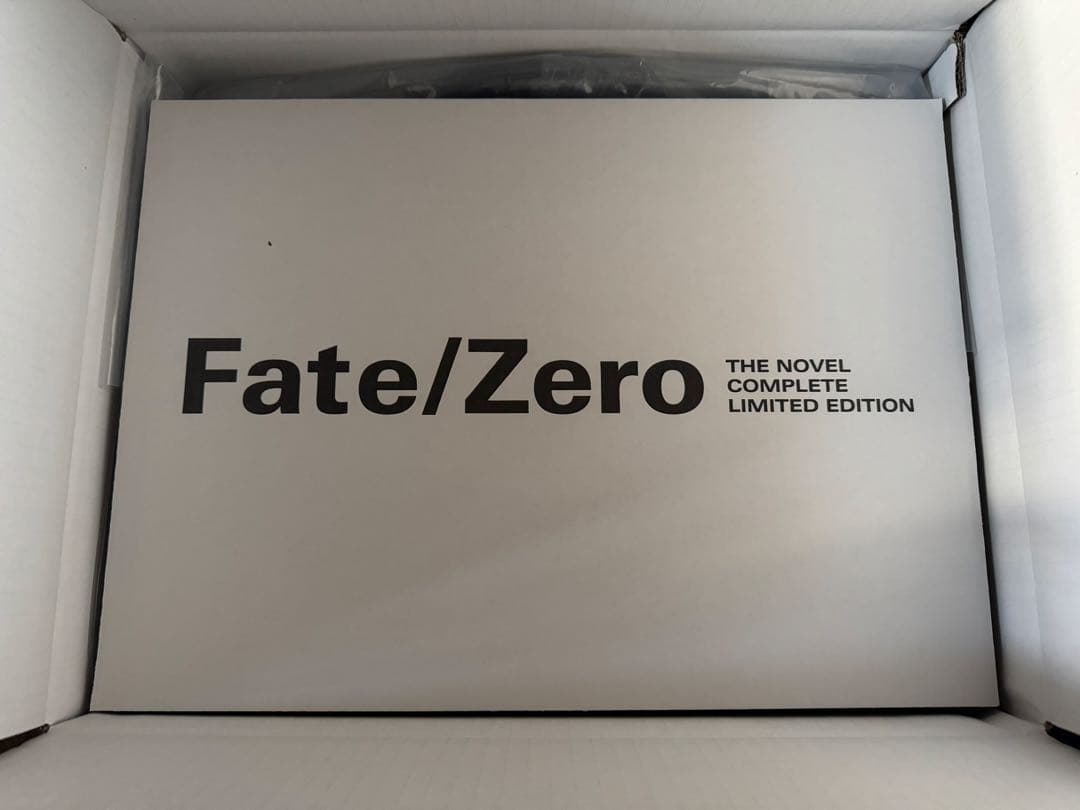 Fate/Zero
THE NOVEL
COMPLETE
LIMITED EDITION